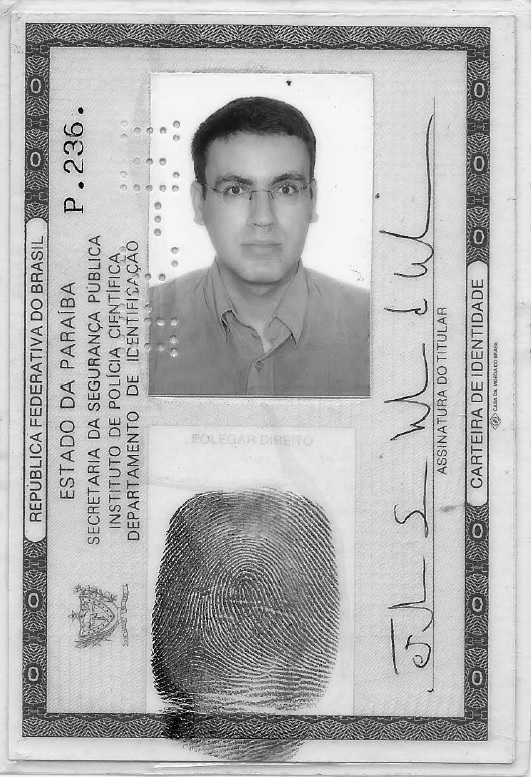 REPÚBLICA FEDERATIVA DO BRASIL
ESTADO DA PARAÍBA
P.236.
SECRETARIA DA SEGURANÇA PÚBLICA
INSTITUTO DE POLÍCIA CIENTÍFICA
DEPARTAMENTO DE IDENTIFICAÇÃO
POLEGAR DIREITO
ASSINATURA DO TITULAR
CARTEIRA DE IDENTIDADE
CASA DA MOEDA DO BRASIL